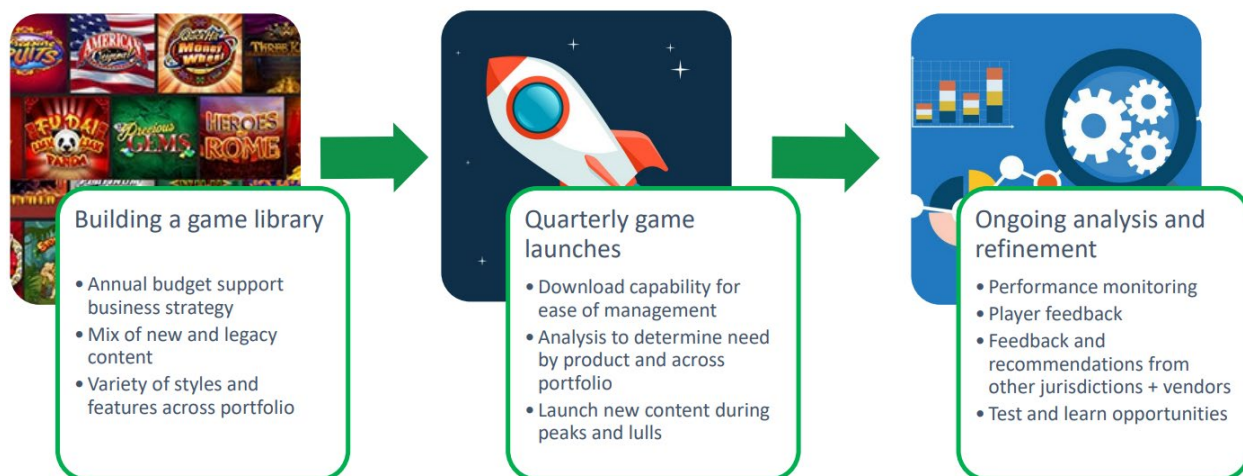 AMERICAN
Original
Quick Hit
Money
Wheel
FU DAI
PANDA
Precious
GEMS
HEROES
OF
ROME
Building a game library
• Annual budget support
business strategy
• Mix of new and legacy
content
• Variety of styles and
features across portfolio
Quarterly game
launches
• Download capability for
ease of management
• Analysis to determine need
by product and across
portfolio
• Launch new content during
peaks and lulls
Ongoing analysis and
refinement
• Performance monitoring
• Player feedback
• Feedback and
recommendations from
other jurisdictions + vendors
• Test and learn opportunities